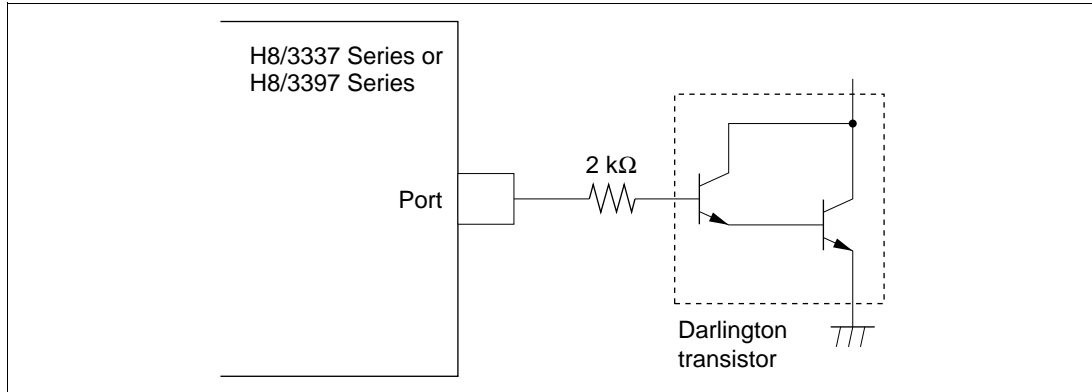 H8/3337 Series or
H8/3397 Series
2 kΩ
Port
Darlington
transistor